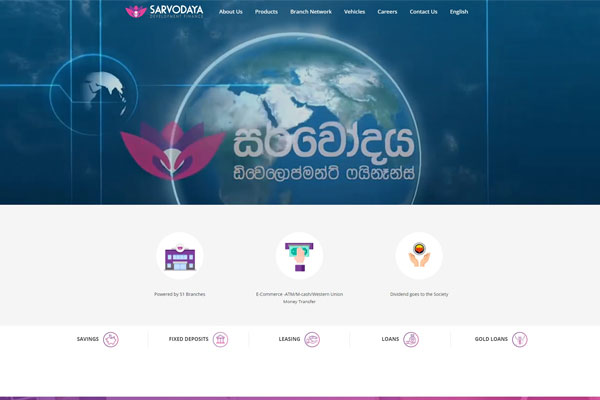 SARVODAYA
DEVELOPMENT FINANCE
About Us Products Branch Network Vehicles Careers Contact Us English
සර්වෝදය
ඩිවෙලොප්මන්ට් ෆයිනෑන්ස්
Powered by 51 Branches
E-Commerce -ATM/M-cash/Western Union
Money Transfer
Dividend goes to the Society
SAVINGS FIXED DEPOSITS LEASING LOANS GOLD LOANS